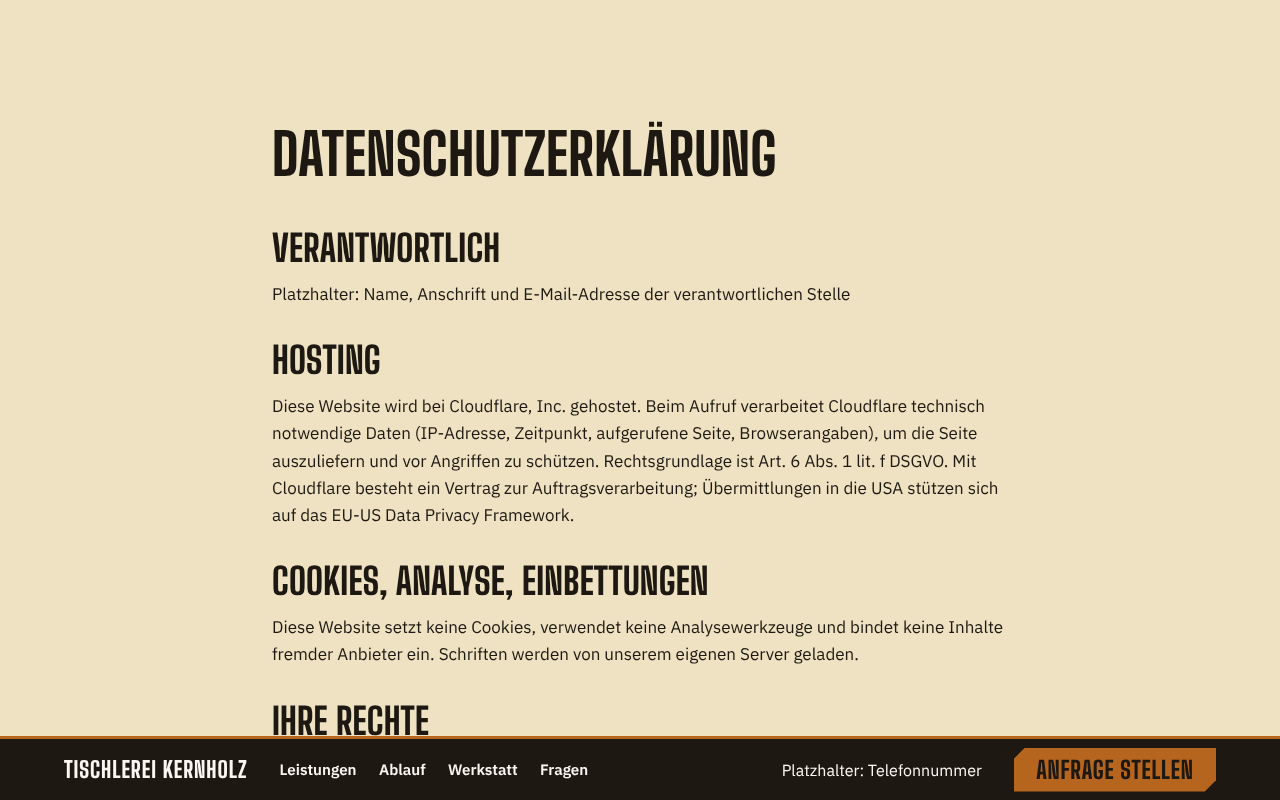 DATENSCHUTZERKLÄRUNG
VERANTWORTLICH
Platzhalter: Name, Anschrift und E-Mail-Adresse der verantwortlichen Stelle
HOSTING
Diese Website wird bei Cloudflare, Inc. gehostet. Beim Aufruf verarbeitet Cloudflare technisch
notwendige Daten (IP-Adresse, Zeitpunkt, aufgerufene Seite, Browserangaben), um die Seite
auszuliefern und vor Angriffen zu schützen. Rechtsgrundlage ist Art. 6 Abs. 1 lit. f DSGVO. Mit
Cloudflare besteht ein Vertrag zur Auftragsverarbeitung; Übermittlungen in die USA stützen sich
auf das EU-US Data Privacy Framework.
COOKIES, ANALYSE, EINBETTUNGEN
Diese Website setzt keine Cookies, verwendet keine Analysewerkzeuge und bindet keine Inhalte
fremder Anbieter ein. Schriften werden von unserem eigenen Server geladen.
IHRE RECHTE
TISCHLEREI KERNHOLZ Leistungen Ablauf Werkstatt Fragen Platzhalter: Telefonnummer ANFRAGE STELLEN